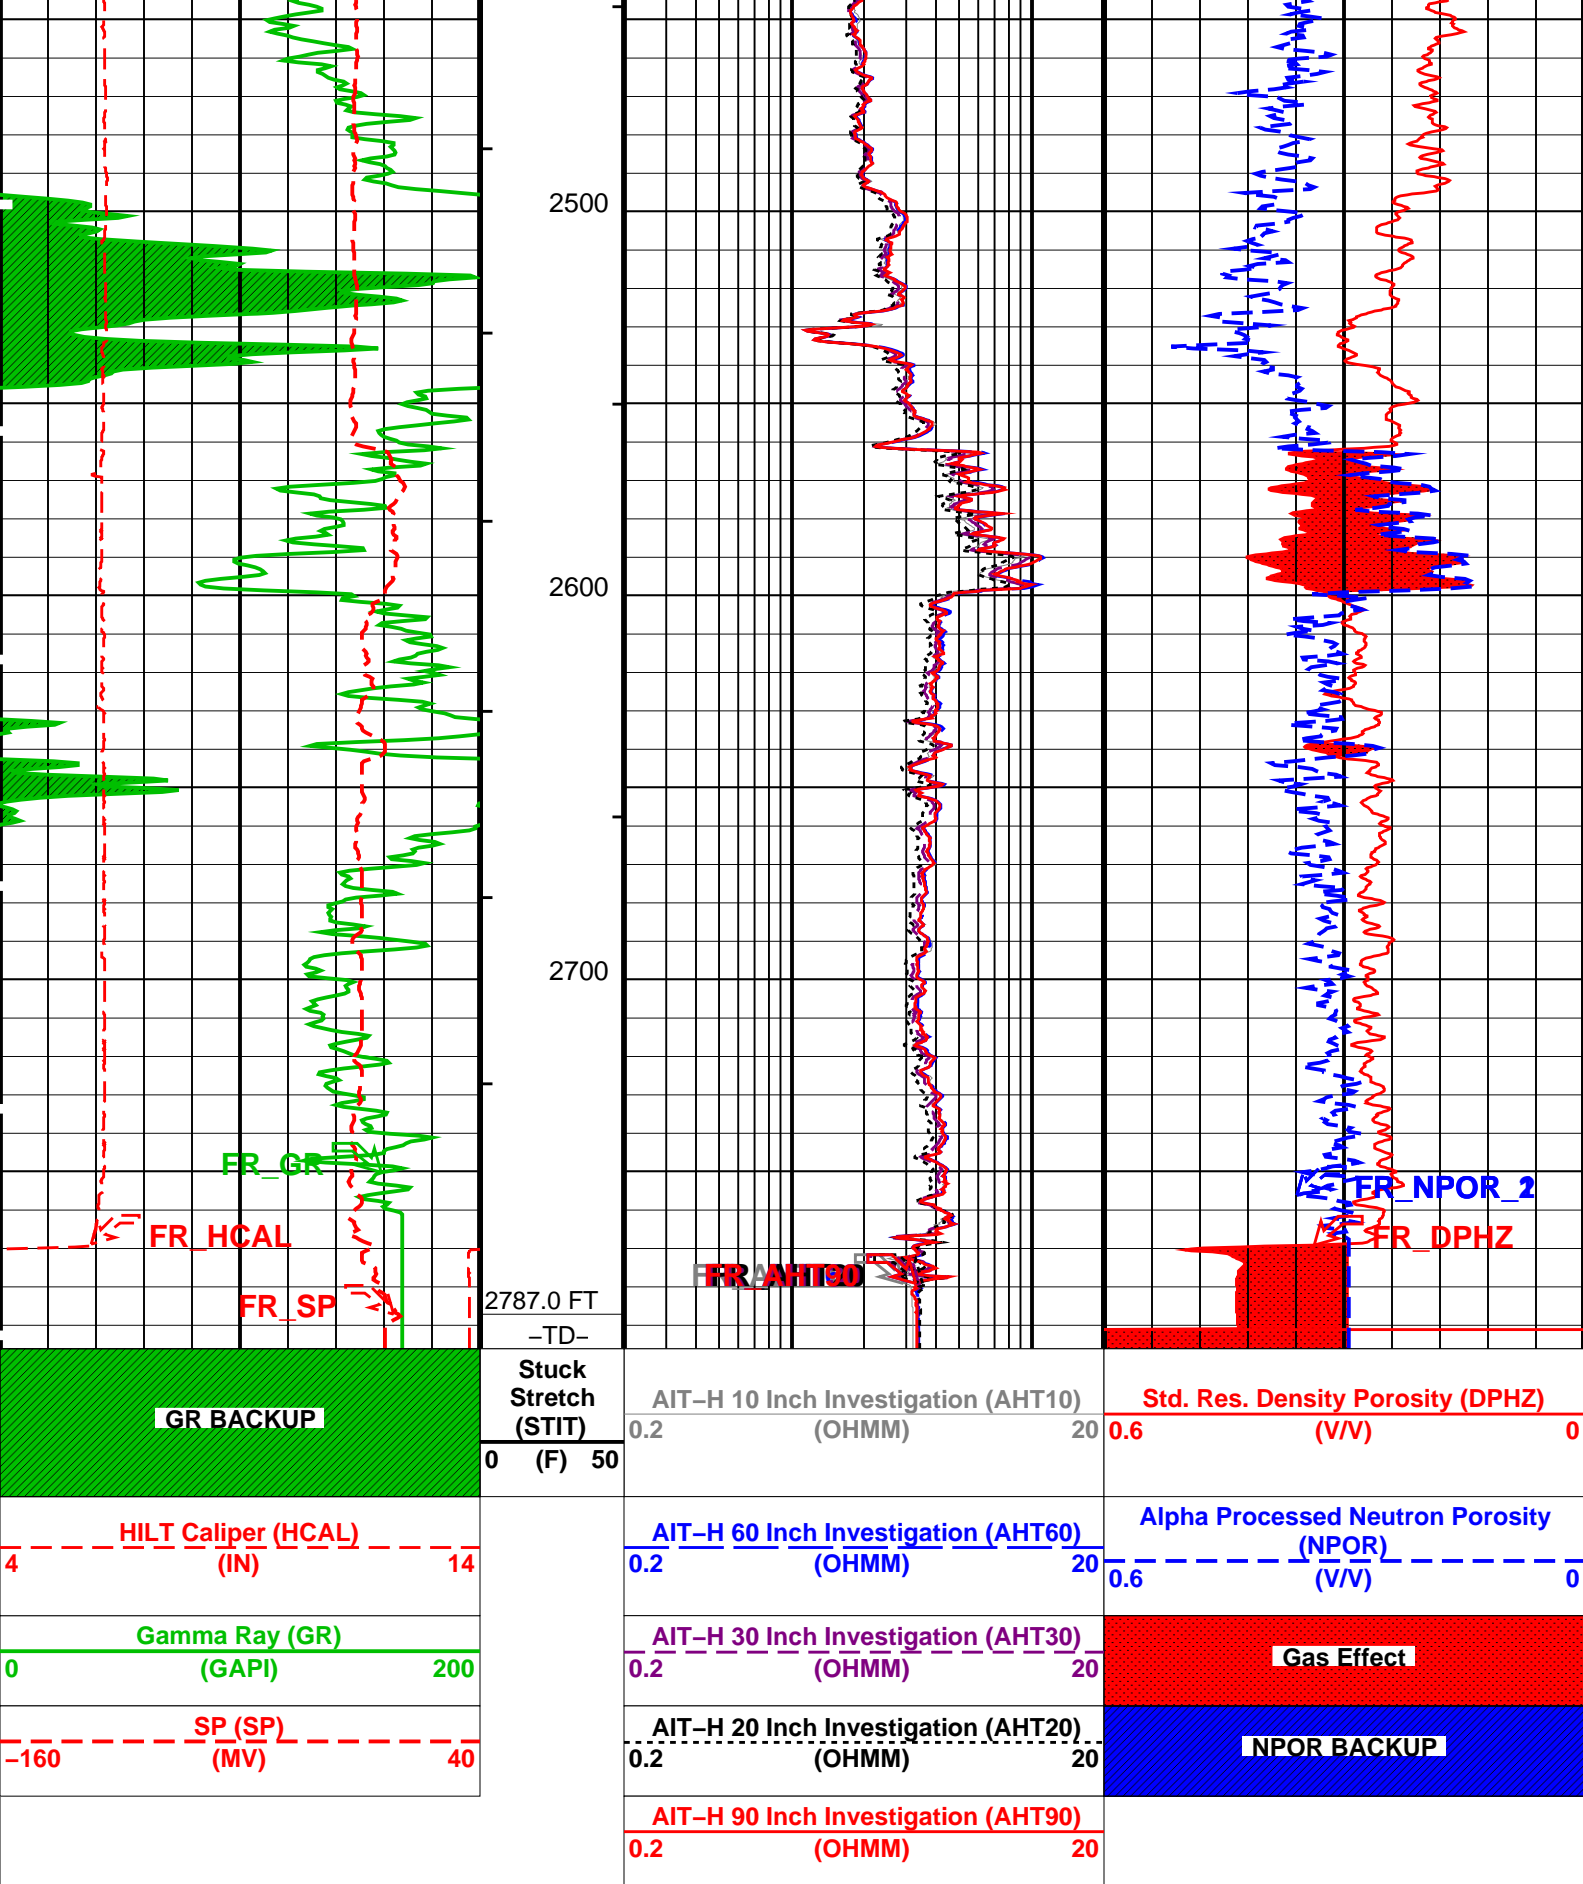 2500
2600
2700
FR_GR
FR_NPOR_2
FR_HCAL
FR_DPHZ
FR_AHT90
FR_SP
2787.0 FT
–TD–
GR BACKUP
Stuck
Stretch
(STIT)
0 (F) 50
AIT–H 10 Inch Investigation (AHT10)
0.2 (OHMM) 20
Std. Res. Density Porosity (DPHZ)
0.6 (V/V) 0
HILT Caliper (HCAL)
4 (IN) 14
AIT–H 60 Inch Investigation (AHT60)
0.2 (OHMM) 20
Alpha Processed Neutron Porosity
(NPOR)
0.6 (V/V) 0
Gamma Ray (GR)
0 (GAPI) 200
AIT–H 30 Inch Investigation (AHT30)
0.2 (OHMM) 20
Gas Effect
SP (SP)
–160 (MV) 40
AIT–H 20 Inch Investigation (AHT20)
0.2 (OHMM) 20
NPOR BACKUP
AIT–H 90 Inch Investigation (AHT90)
0.2 (OHMM) 20